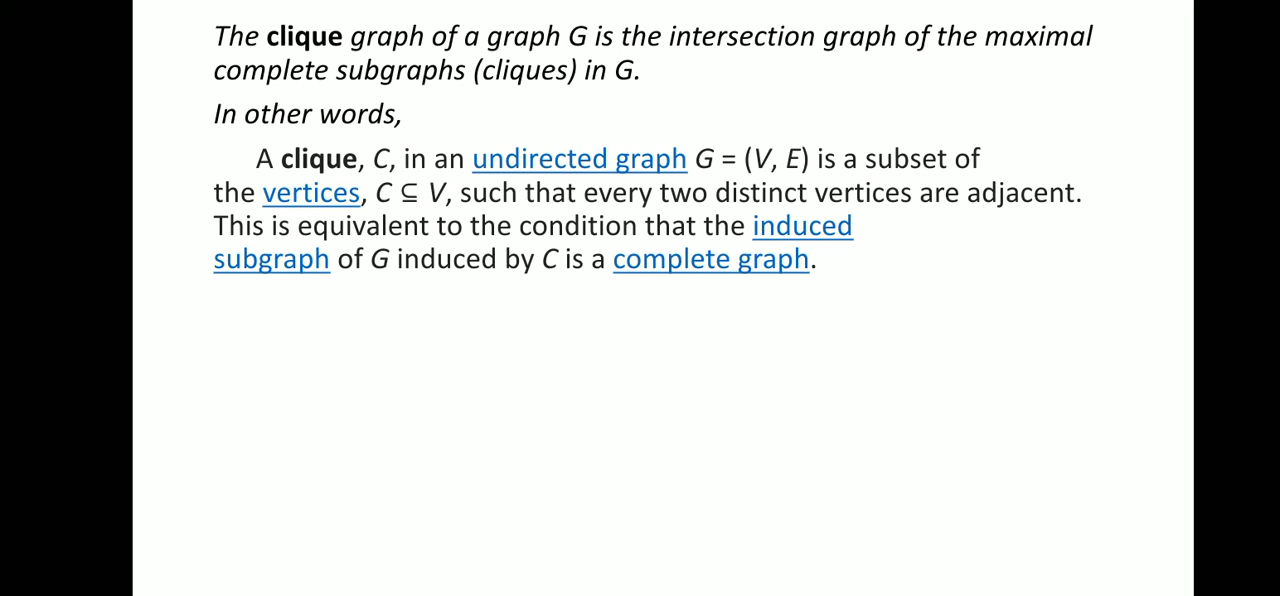 The clique graph of a graph G is the intersection graph of the maximal
complete subgraphs (cliques) in G.
In other words,
A clique, C, in an undirected graph G = (V, E) is a subset of
the vertices, C ⊆ V, such that every two distinct vertices are adjacent.
This is equivalent to the condition that the induced
subgraph of G induced by C is a complete graph.